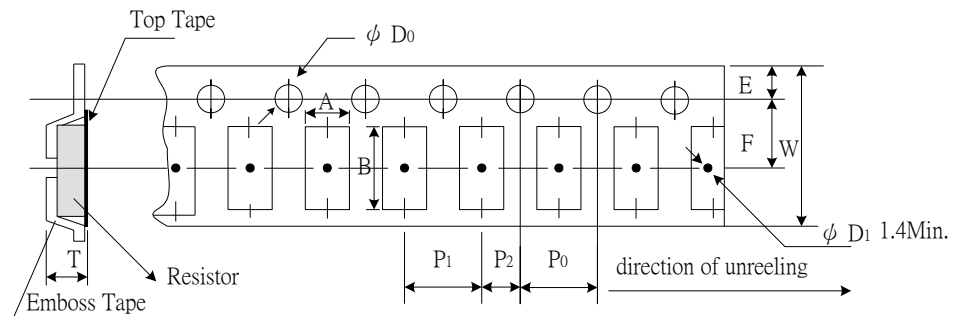 Top Tape
ϕ D0
E
A
F
W
B
ϕ D1 1.4Min.
P1
P2
P0
T
direction of unreeling
Resistor
Emboss Tape